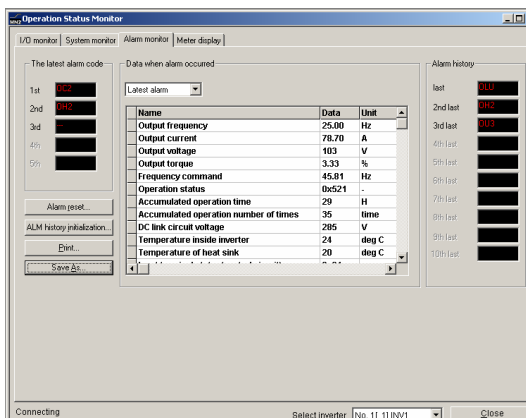 Operation Status Monitor
I/O monitor System monitor Alarm monitor Meter display
The latest alarm code
1st OC2
2nd OH2
3rd ---
4th
5th
Alarm reset...
ALM history initialization...
Print...
Save As...
Data when alarm occurred
Latest alarm
Name Data Unit
Output frequency 25.00 Hz
Output current 78.70 A
Output voltage 103 V
Output torque 3.33 %
Frequency command 45.81 Hz
Operation status 0x521 -
Accumulated operation time 29 H
Accumulated operation number of times 35 time
DC link circuit voltage 285 V
Temperature inside inverter 24 deg C
Temperature of heat sink 20 deg C
Alarm history
last OLU
2nd last OH2
3rd last OU3
4th last
5th last
6th last
7th last
8th last
9th last
10th last
Connecting
Select inverter No. 1[ 1] INV1
Close